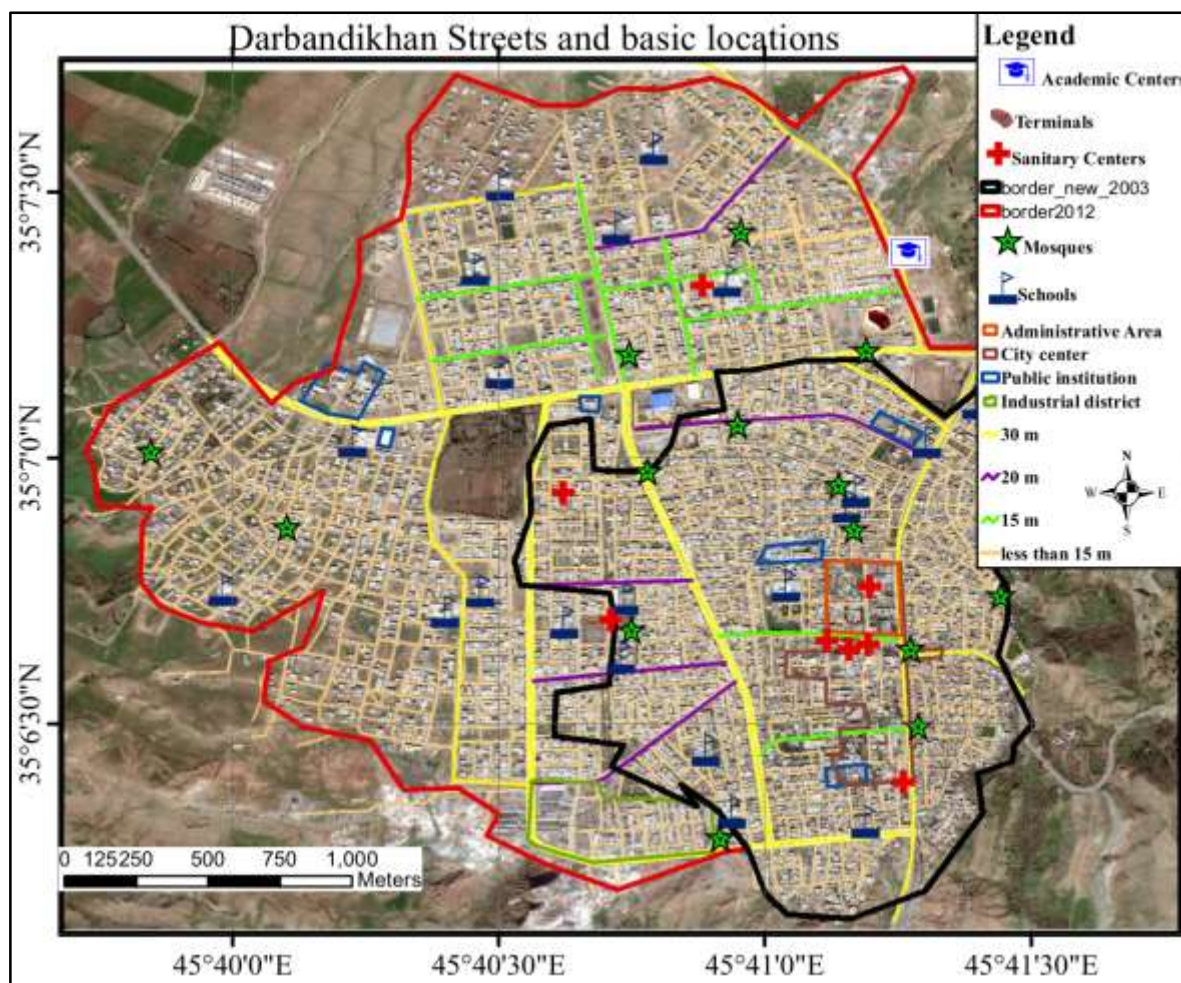 Darbandikhan Streets and basic locations
Legend
Academic Centers
Terminals
Sanitary Centers
border_new_2003
border2012
Mosques
Schools
Administrative Area
City center
Public institution
Industrial district
30 m
20 m
15 m
less than 15 m
N
W E
S
35°7'30"N
35°7'0"N
35°6'30"N
0 125250 500 750 1,000
Meters
45°40'0"E 45°40'30"E 45°41'0"E 45°41'30"E